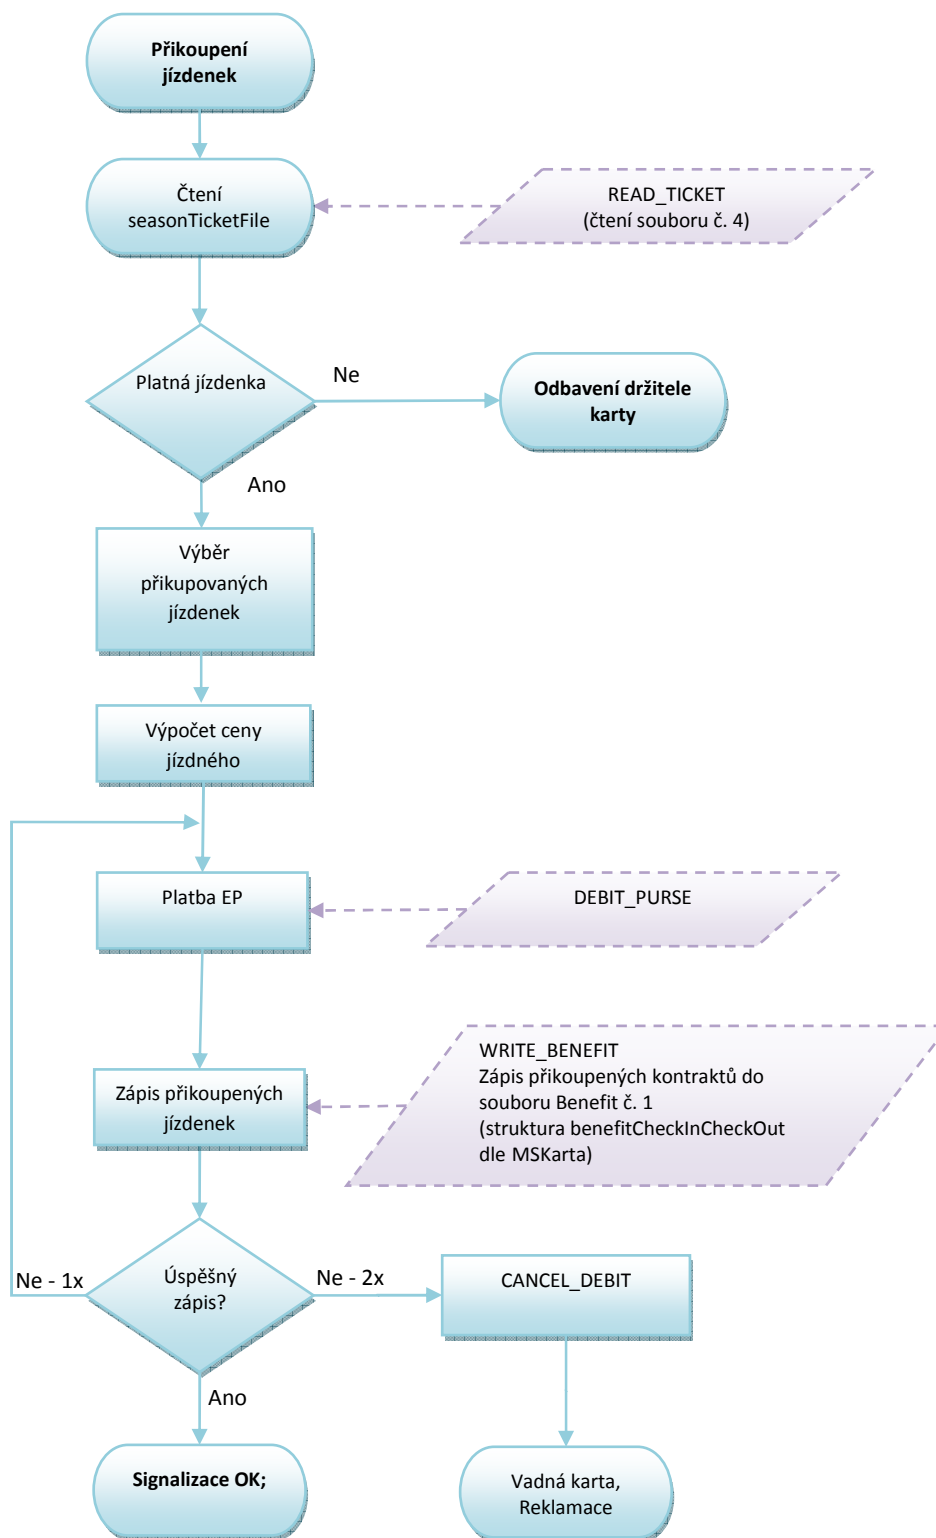 Přikoupení
jízdenek
Čtení
seasonTicketFile
READ_TICKET
(čtení souboru č. 4)
Platná jízdenka
Ne
Odbavení držitele
karty
Ano
Výběr
přikupovaných
jízdenek
Výpočet ceny
jízdného
Platba EP
DEBIT_PURSE
Zápis přikoupených
jízdenek
WRITE_BENEFIT
Zápis přikoupených kontraktů do
souboru Benefit č. 1
(struktura benefitCheckInCheckOut
dle MSKarta)
Ne - 1x
Úspěšný
zápis?
Ne - 2x
CANCEL_DEBIT
Ano
Signalizace OK;
Vadná karta,
Reklamace